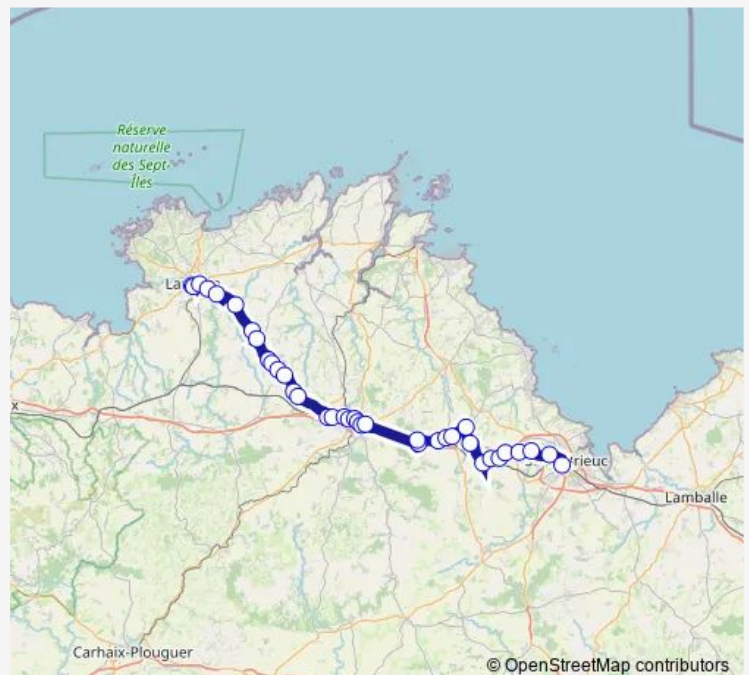 Réserve
naturelle
des Sept-
Îles
La
rieuc
Lamballe
x
Carhaix-Plouguer
© OpenStreetMap contributors